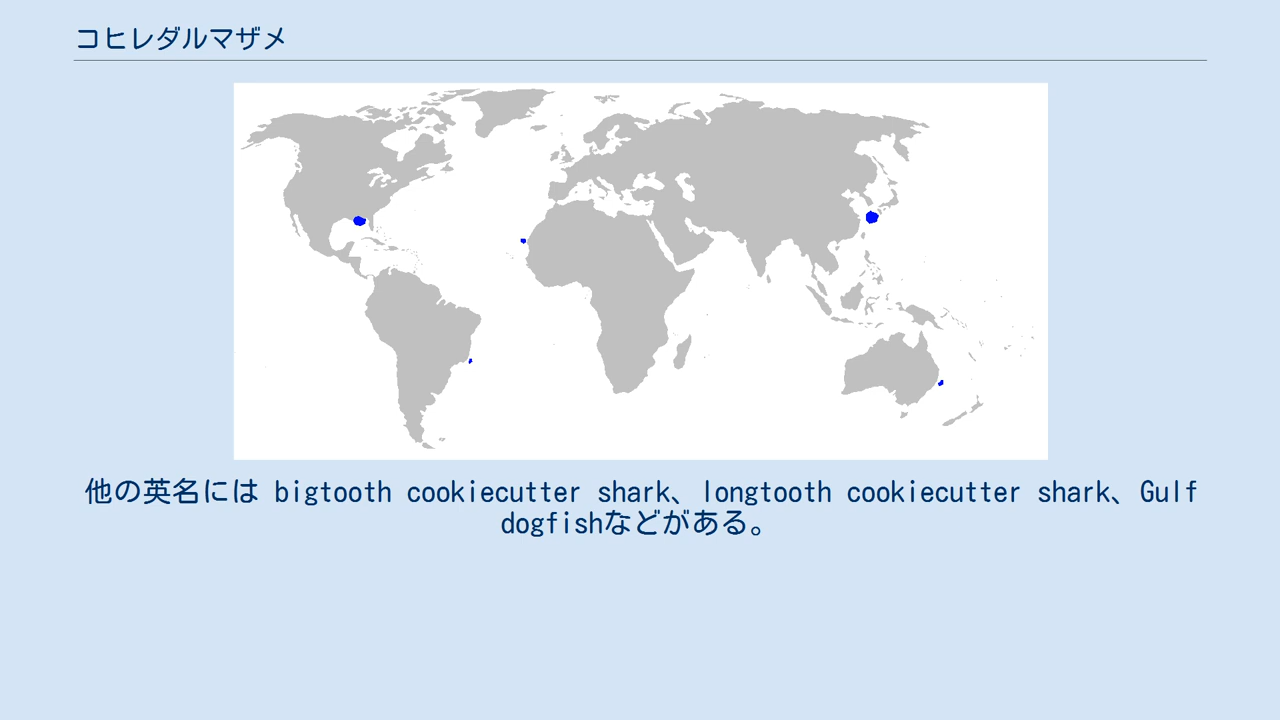 コヒレダルマザメ
他の英名には bigtooth cookiecutter shark、longtooth cookiecutter shark、Gulf
dogfishなどがある。